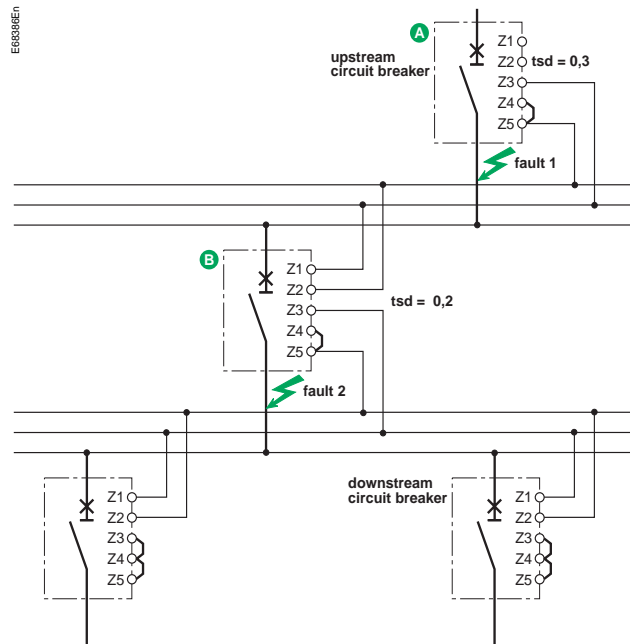 E68386En
A
upstream
circuit breaker
Z1
Z2
tsd = 0,3
Z3
Z4
Z5
fault 1
B
Z1
Z2
Z3
tsd = 0,2
Z4
Z5
fault 2
downstream
circuit breaker
Z1
Z2
Z3
Z4
Z5
Z1
Z2
Z3
Z4
Z5